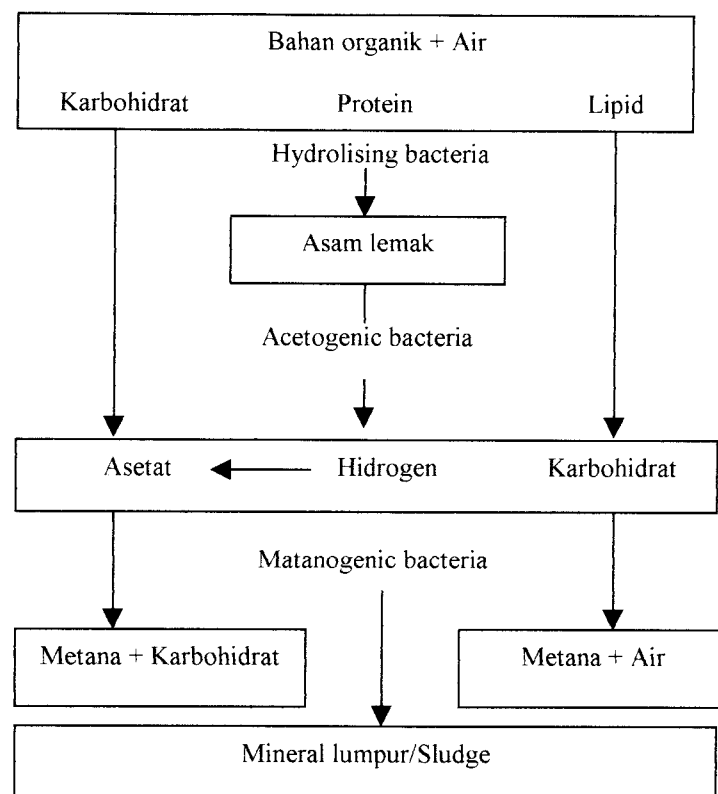 Bahan organik + Air
Karbohidrat Protein Lipid
Hydrolising bacteria
Asam lemak
Acetogenic bacteria
Asetat Hidrogen Karbohidrat
Matanogenic bacteria
Metana + Karbohidrat Metana + Air
Mineral lumpur/Sludge